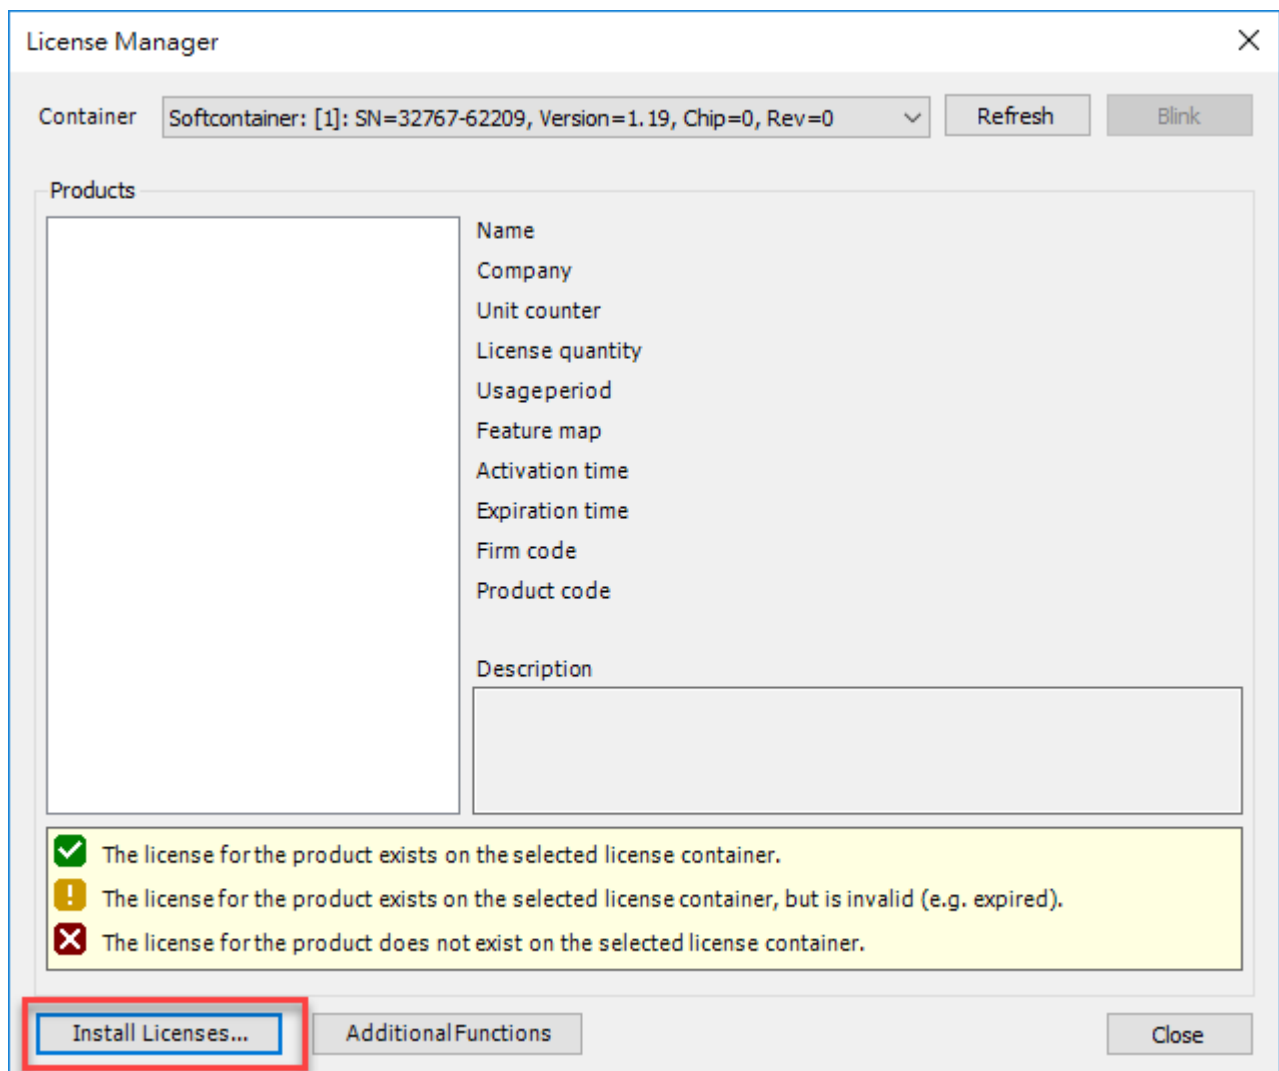 License Manager
Container Softcontainer: [1]: SN=32767-62209, Version=1.19, Chip=0, Rev=0 Refresh Blink
Products
Name
Company
Unit counter
License quantity
Usageperiod
Feature map
Activation time
Expiration time
Firm code
Product code
Description
The license for the product exists on the selected license container.
The license for the product exists on the selected license container, but is invalid (e.g. expired).
The license for the product does not exist on the selected license container.
Install Licenses... Additional Functions Close